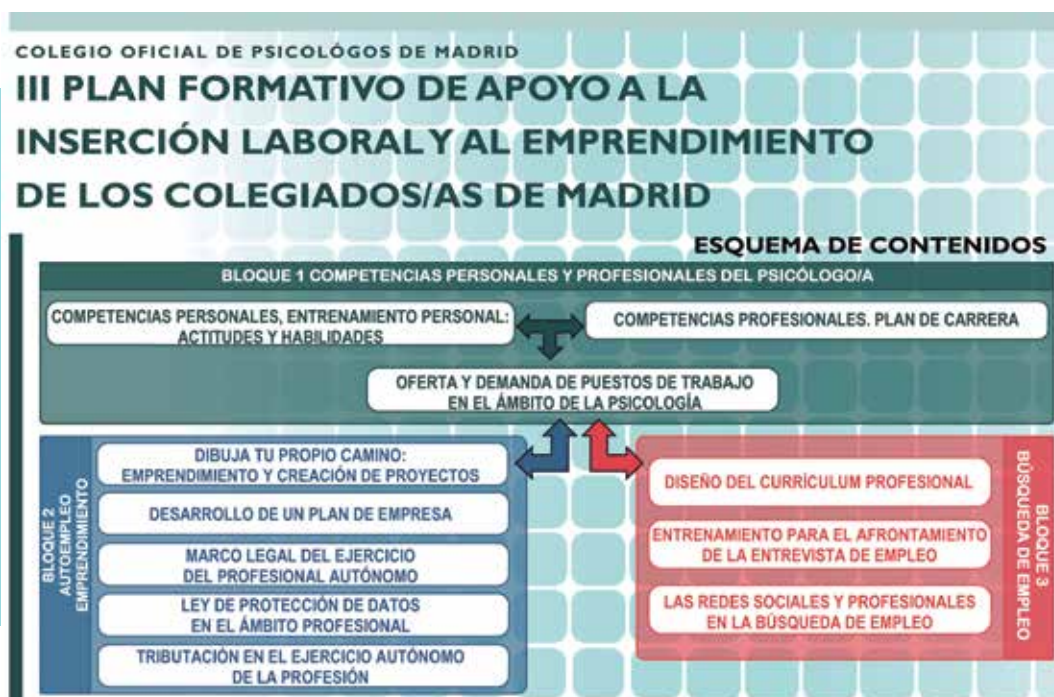 COLEGIO OFICIAL DE PSICOLÓGOS DE MADRID
III PLAN FORMATIVO DE APOYO A LA
INSERCIÓN LABORAL Y AL EMPRENDIMIENTO
DE LOS COLEGIADOS/AS DE MADRID
ESQUEMA DE CONTENIDOS
BLOQUE 1 COMPETENCIAS PERSONALES Y PROFESIONALES DEL PSICÓLOGO/A
COMPETENCIAS PERSONALES, ENTRENAMIENTO PERSONAL:
ACTITUDES Y HABILIDADES
COMPETENCIAS PROFESIONALES. PLAN DE CARRERA
OFERTA Y DEMANDA DE PUESTOS DE TRABAJO
EN EL ÁMBITO DE LA PSICOLOGÍA
BLOQUE 2
AUTOEMPLEO
EMPRENDIMIENTO
DIBUJA TU PROPIO CAMINO:
EMPRENDIMIENTO Y CREACIÓN DE PROYECTOS
DESARROLLO DE UN PLAN DE EMPRESA
MARCO LEGAL DEL EJERCICIO
DEL PROFESIONAL AUTÓNOMO
LEY DE PROTECCIÓN DE DATOS
EN EL ÁMBITO PROFESIONAL
TRIBUTACIÓN EN EL EJERCICIO AUTÓNOMO
DE LA PROFESIÓN
BLOQUE 3
BÚSQUEDA DE EMPLEO
DISEÑO DEL CURRÍCULUM PROFESIONAL
ENTRENAMIENTO PARA EL AFRONTAMIENTO
DE LA ENTREVISTA DE EMPLEO
LAS REDES SOCIALES Y PROFESIONALES
EN LA BÚSQUEDA DE EMPLEO